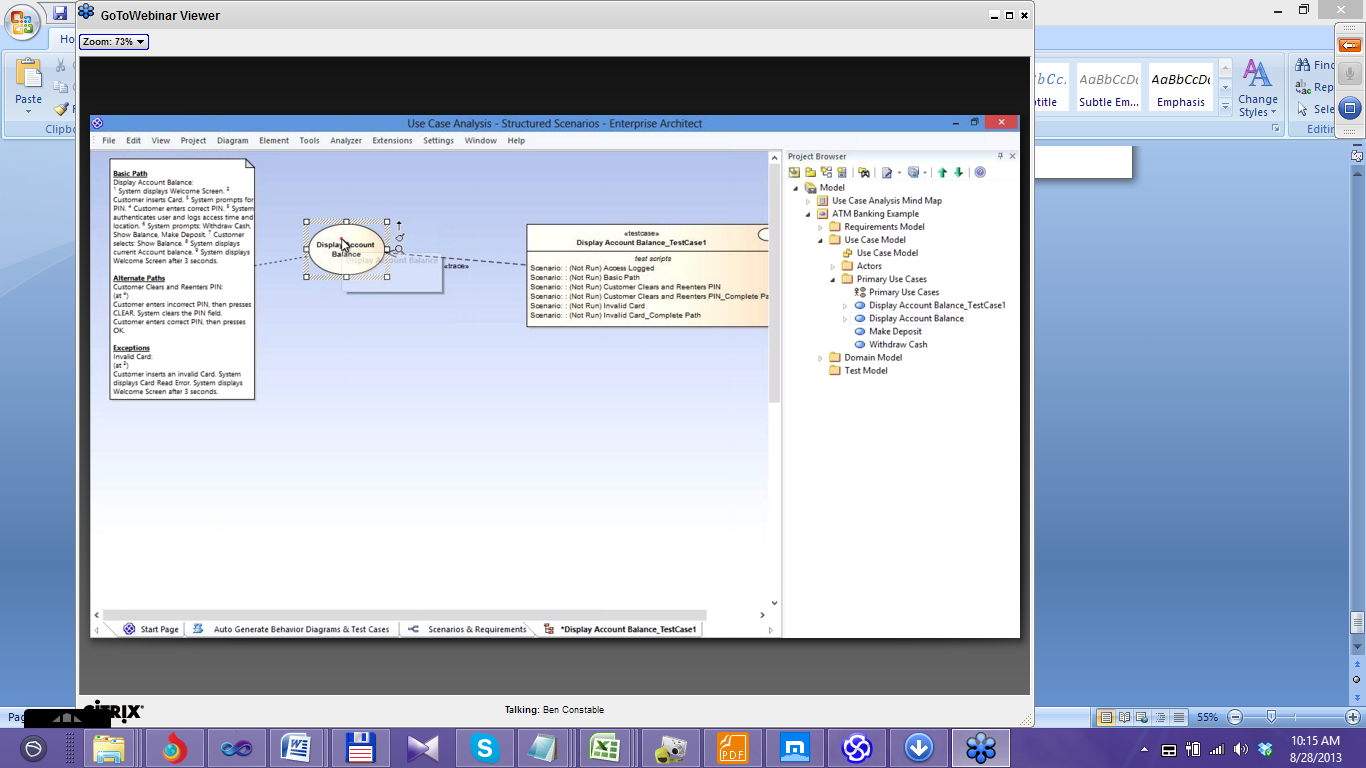 GoToWebinar Viewer
Zoom: 73%
Ho
Paste
Clipbo
Use Case Analysis - Structured Scenarios - Enterprise Architect
File Edit View Project Diagram Element Tools Analyzer Extensions Settings Window Help
Basic Path
Display Account Balance:
1 System displays Welcome Screen. 2
Customer inserts Card. 3 System prompts for
PIN. 4 Customer enters correct PIN. 5 System
authenticates user and logs access time and
location. 6 System prompts: Withdraw Cash,
Show Balance, Make Deposit. 7 Customer
selects: Show Balance. 8 System displays
current Account balance. 9 System displays
Welcome Screen after 3 seconds.
Alternate Paths
Customer Clears and Reenters PIN:
(at 4)
Customer enters incorrect PIN, then presses
CLEAR. System clears the PIN field.
Customer enters correct PIN, then presses
OK.
Exceptions
Invalid Card:
(at 2)
Customer inserts an invalid Card. System
displays Card Read Error. System displays
Welcome Screen after 3 seconds.
Display Account
Balance
Display Account Balance
«trace»
«testcase»
Display Account Balance_TestCase1
test scripts
Scenario: : (Not Run) Access Logged
Scenario: : (Not Run) Basic Path
Scenario: : (Not Run) Customer Clears and Reenters PIN
Scenario: : (Not Run) Customer Clears and Reenters PIN_Complete Pa
Scenario: : (Not Run) Invalid Card
Scenario: : (Not Run) Invalid Card_Complete Path
Project Browser
Model
Use Case Analysis Mind Map
ATM Banking Example
Requirements Model
Use Case Model
Use Case Model
Actors
Primary Use Cases
Primary Use Cases
Display Account Balance_TestCase1
Display Account Balance
Make Deposit
Withdraw Cash
Domain Model
Test Model
Start Page
Auto Generate Behavior Diagrams & Test Cases
Scenarios & Requirements
*Display Account Balance_TestCase1
AaBbCcDc AaBbCcDc
title Subtle Em... Emphasis
Change
Styles
Find
Rep
Sele
Editin
Talking: Ben Constable
CITRIX
Pag
55%
PDF
10:15 AM
8/28/2013